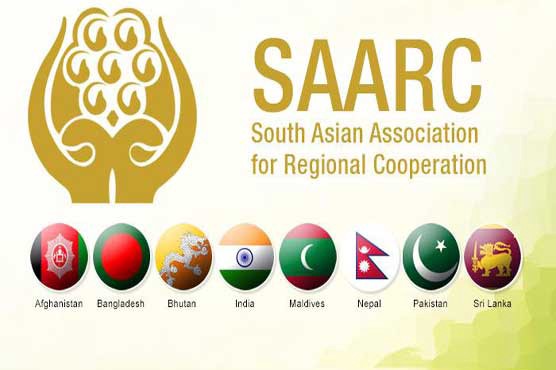 SAARC
South Asian Association
for Regional Cooperation
Afghanistan Bangladesh Bhutan India Maldives Nepal Pakistan Sri Lanka